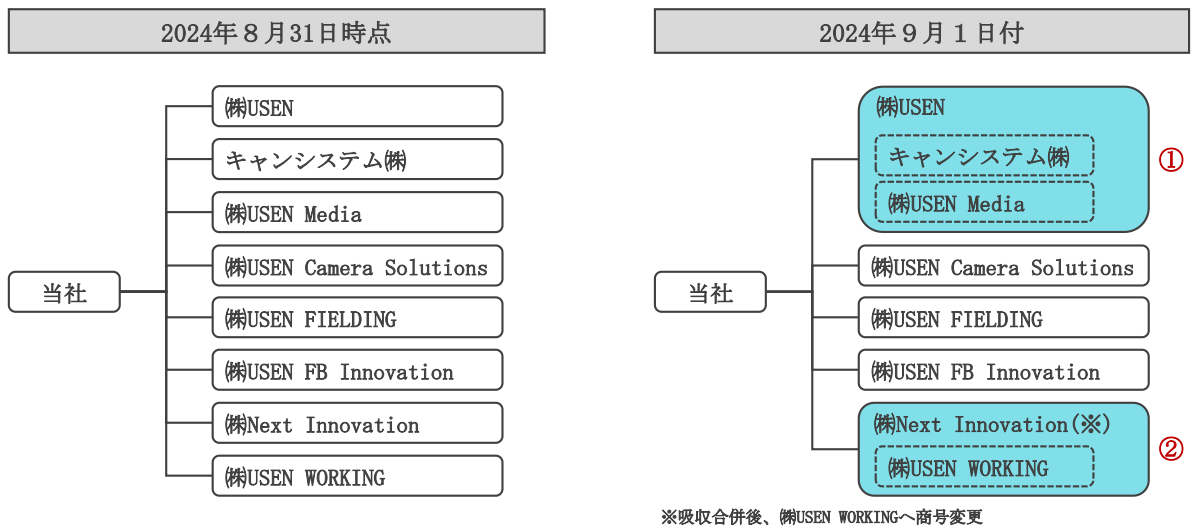 2024年８月31日時点
当社
㈱USEN
キャンシステム㈱
㈱USEN Media
㈱USEN Camera Solutions
㈱USEN FIELDING
㈱USEN FB Innovation
㈱Next Innovation
㈱USEN WORKING
2024年９月１日付
当社
㈱USEN
キャンシステム㈱
㈱USEN Media
①
㈱USEN Camera Solutions
㈱USEN FIELDING
㈱USEN FB Innovation
㈱Next Innovation(※)
㈱USEN WORKING
②
※吸収合併後、㈱USEN WORKINGへ商号変更